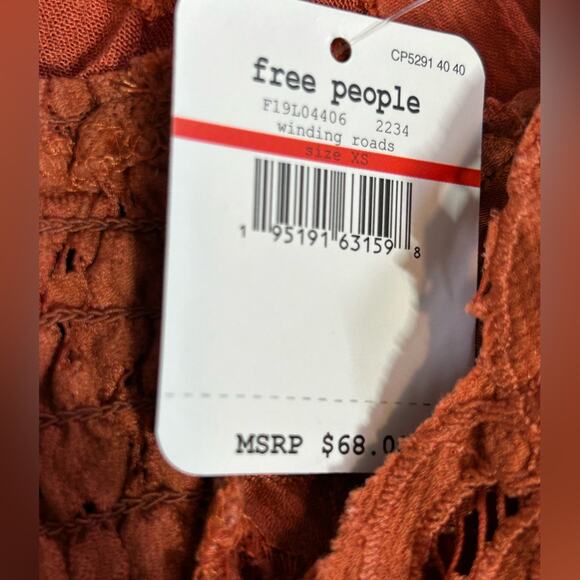 CP5291 40 40
free people
F19L04406 2234
winding roads
size XS
1 95191 63159 8
MSRP $68.0